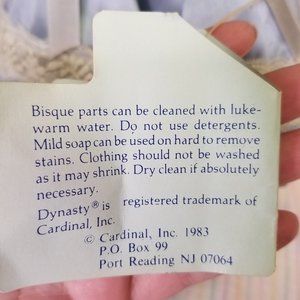 Bisque parts can be cleaned with luke-
warm water. Do not use detergents.
Mild soap can be used on hard to remove
stains. Clothing should not be washed
as it may shrink. Dry clean if absolutely
necessary.
Dynasty® is registered trademark of
Cardinal, Inc.
© Cardinal, Inc. 1983
P.O. Box 99
Port Reading NJ 07064